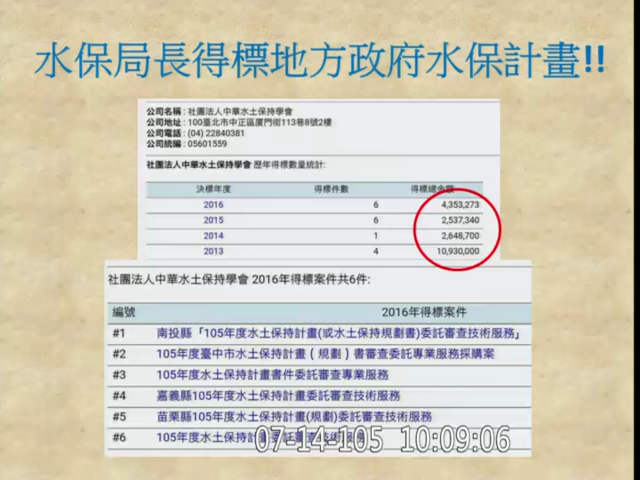 水保局長得標地方政府水保計畫!!
公司名稱 : 社團法人中華水土保持學會
公司地址 : 100臺北市中正區廈門街113巷8號2樓
公司電話 : (04) 22840381
公司統編 : 05601559
社團法人中華水土保持學會 歷年得標數量統計:
決標年度 得標件數 得標總金額
2016 6 4,353,273
2015 6 2,537,340
2014 1 2,648,700
2013 4 10,930,000
社團法人中華水土保持學會 2016年得標案件共6件:
編號 2016年得標案件
#1 南投縣「105年度水土保持計畫(或水土保持規劃書)委託審查技術服務」
#2 105年度臺中市水土保持計畫 ( 規劃 ) 書審查委託專業服務採購案
#3 105年度水土保持計畫書件委託審查專業服務
#4 嘉義縣105年度水土保持計畫委託審查技術服務
#5 苗栗縣105年度水土保持計畫(規劃)委託審查技術服務
#6 105年度水土保持計畫委託審查技術服務
07-14-105 10:09:06